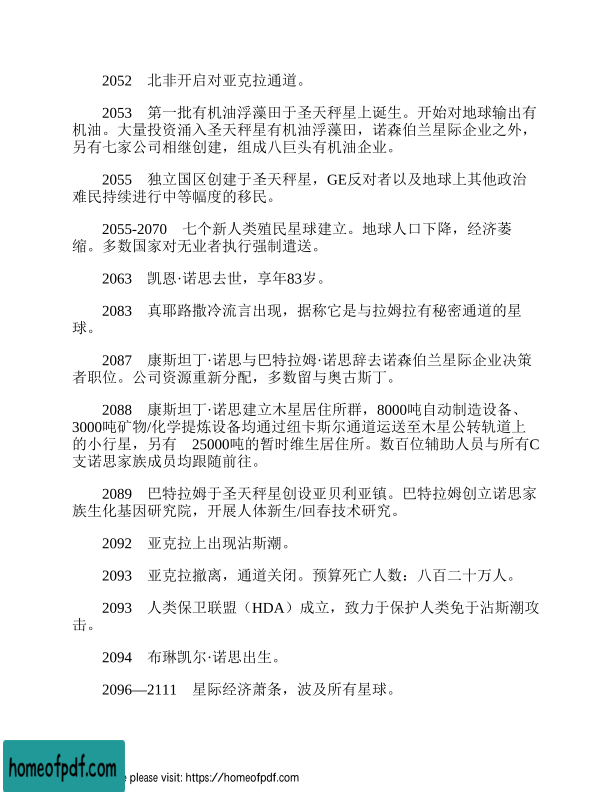 2052　北非开启对亚克拉通道。
2053　第一批有机油浮藻田于圣天秤星上诞生。开始对地球输出有
机油。大量投资涌入圣天秤星有机油浮藻田，诺森伯兰星际企业之外，
另有七家公司相继创建，组成八巨头有机油企业。
2055　独立国区创建于圣天秤星，GE反对者以及地球上其他政治
难民持续进行中等幅度的移民。
2055-2070　七个新人类殖民星球建立。地球人口下降，经济萎
缩。多数国家对无业者执行强制遣送。
2063　凯恩·诺思去世，享年83岁。
2083　真耶路撒冷流言出现，据称它是与拉姆拉有秘密通道的星
球。
2087　康斯坦丁·诺思与巴特拉姆·诺思辞去诺森伯兰星际企业决策
者职位。公司资源重新分配，多数留与奥古斯丁。
2088　康斯坦丁·诺思建立木星居住所群，8000吨自动制造设备、
3000吨矿物/化学提炼设备均通过纽卡斯尔通道运送至木星公转轨道上
的小行星，另有　25000吨的暂时维生居住所。数百位辅助人员与所有C
支诺思家族成员均跟随前往。
2089　巴特拉姆于圣天秤星创设亚贝利亚镇。巴特拉姆创立诺思家
族生化基因研究院，开展人体新生/回春技术研究。
2092　亚克拉上出现沾斯潮。
2093　亚克拉撤离，通道关闭。预算死亡人数：八百二十万人。
2093　人类保卫联盟（HDA）成立，致力于保护人类免于沾斯潮攻
击。
2094　布琳凯尔·诺思出生。
2096—2111　星际经济萧条，波及所有星球。
homeofpdf.com
e please visit: https://homeofpdf.com